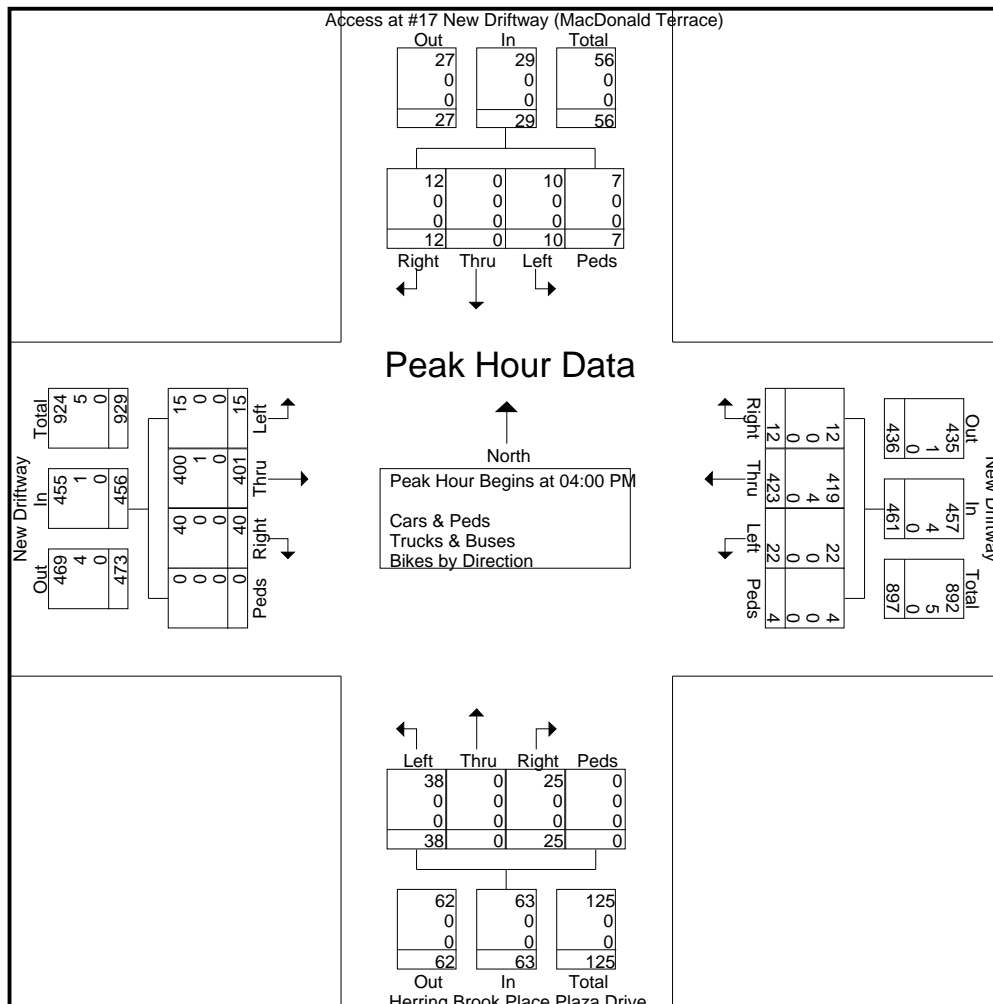 Access at #17 New Driftway (MacDonald Terrace)
Out In Total
27 29 56
0 0 0
0 0 0
27 29 56
12 0 10 7
0 0 0 0
0 0 0 0
12 0 10 7
Right Thru Left Peds
Peak Hour Data
North
Peak Hour Begins at 04:00 PM
Cars & Peds
Trucks & Buses
Bikes by Direction
New Driftway
Total In Out
924 455 469
5 1 4
0 0 0
929 456 473
15 400 40 0
0 1 0 0
0 0 0 0
15 401 40 0
Left Thru Right Peds
New Driftway
Out In Total
435 457 892
1 4 5
0 0 0
436 461 897
12 419 22 4
0 4 0 0
0 0 0 0
12 423 22 4
Right Thru Left Peds
Left Thru Right Peds
38 0 25 0
0 0 0 0
0 0 0 0
38 0 25 0
62 63 125
0 0 0
0 0 0
62 63 125
Out In Total
Herring Brook Place Plaza Drive